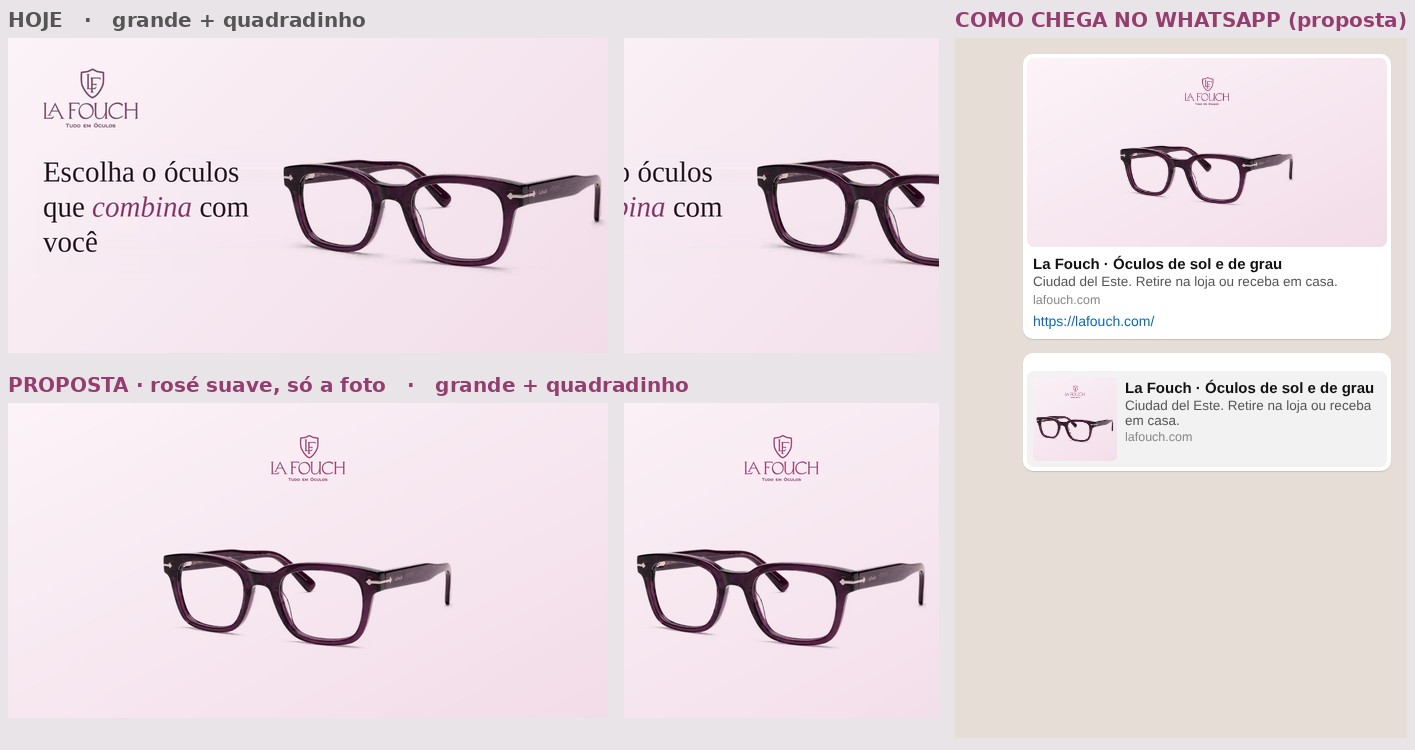 HOJE · grande + quadradinho
LA FOUCH
TUDO EM ÓCULOS
Escolha o óculos
que combina com
você
o óculos
bina com
PROPOSTA · rosé suave, só a foto · grande + quadradinho
LA FOUCH
TUDO EM ÓCULOS
LA FOUCH
TUDO EM ÓCULOS
COMO CHEGA NO WHATSAPP (proposta)
LA FOUCH
TUDO EM ÓCULOS
La Fouch · Óculos de sol e de grau
Ciudad del Este. Retire na loja ou receba em casa.
lafouch.com
https://lafouch.com/
LA FOUCH
La Fouch · Óculos de sol e de grau
Ciudad del Este. Retire na loja ou receba
em casa.
lafouch.com